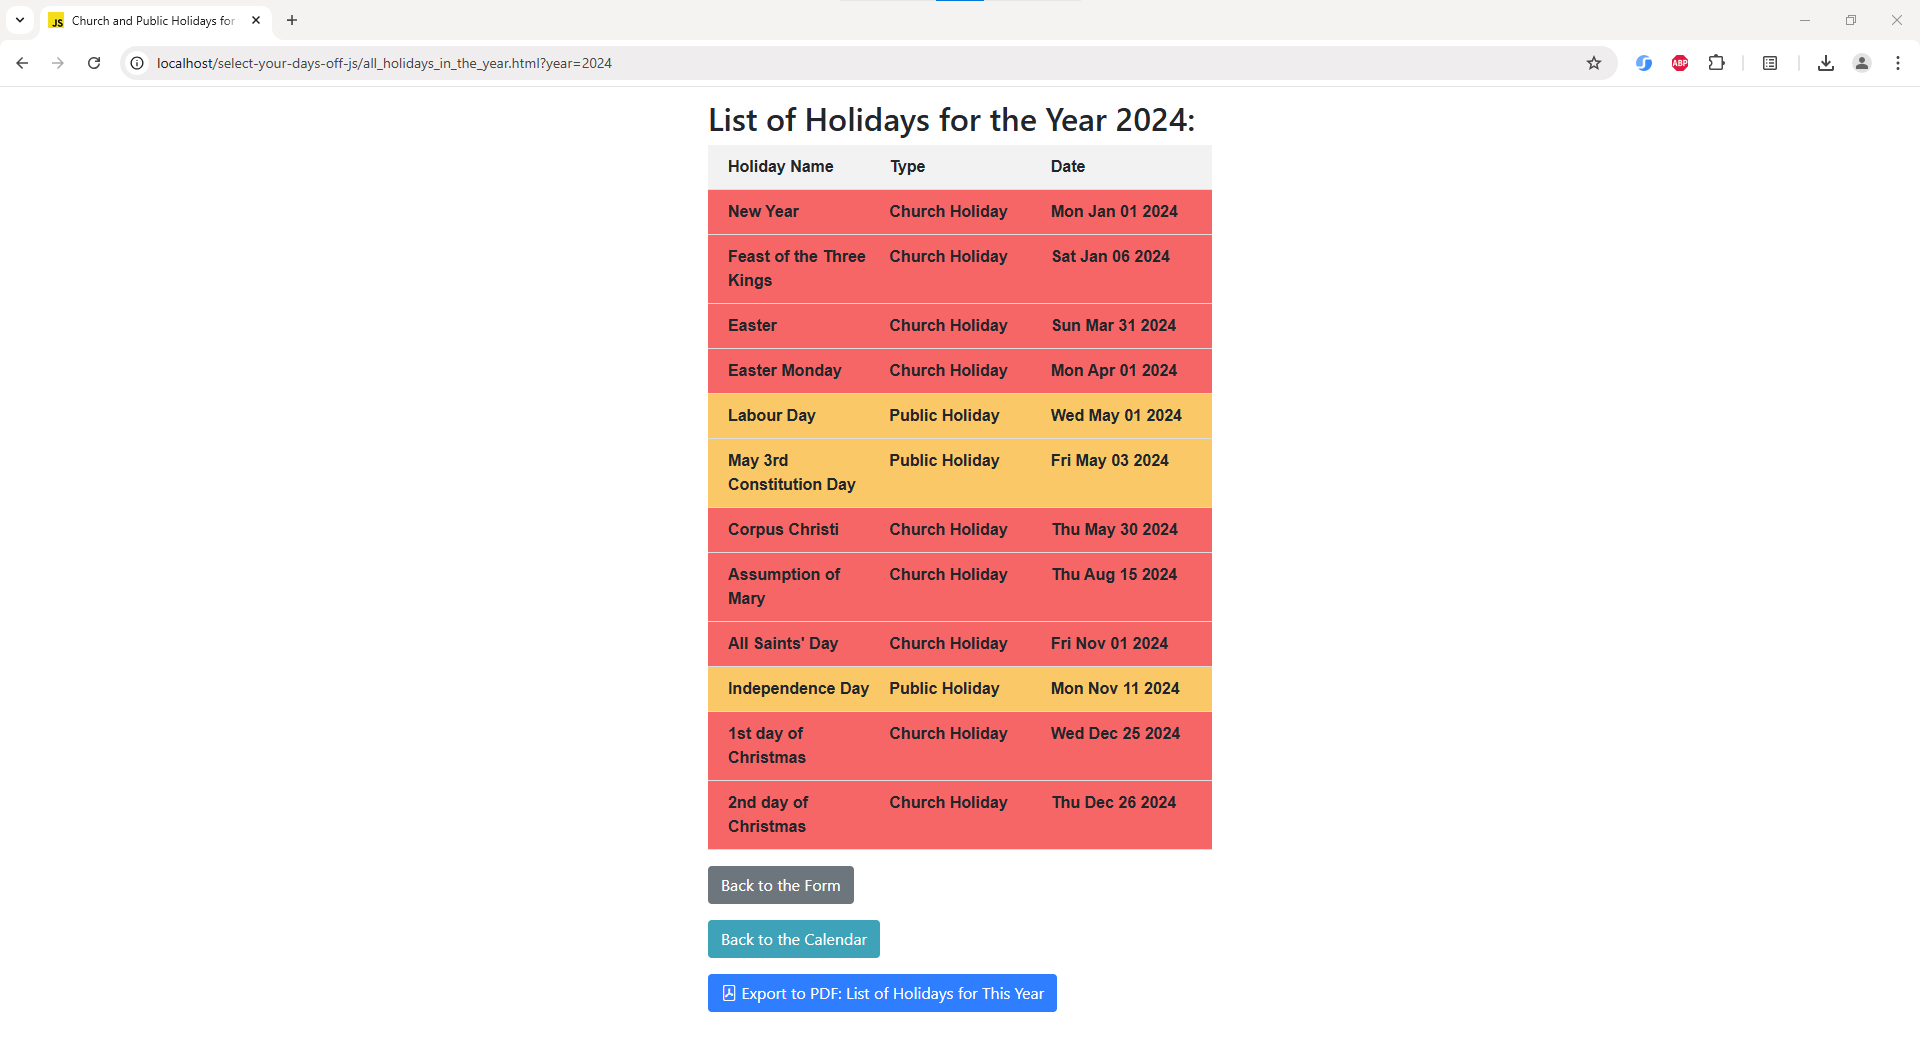 JS Church and Public Holidays for
localhost/select-your-days-off-js/all_holidays_in_the_year.html?year=2024
ABP
List of Holidays for the Year 2024:
Holiday Name Type Date
New Year Church Holiday Mon Jan 01 2024
Feast of the Three Church Holiday Sat Jan 06 2024
Kings
Easter Church Holiday Sun Mar 31 2024
Easter Monday Church Holiday Mon Apr 01 2024
Labour Day Public Holiday Wed May 01 2024
May 3rd Public Holiday Fri May 03 2024
Constitution Day
Corpus Christi Church Holiday Thu May 30 2024
Assumption of Church Holiday Thu Aug 15 2024
Mary
All Saints' Day Church Holiday Fri Nov 01 2024
Independence Day Public Holiday Mon Nov 11 2024
1st day of Church Holiday Wed Dec 25 2024
Christmas
2nd day of Church Holiday Thu Dec 26 2024
Christmas
Back to the Form
Back to the Calendar
Export to PDF: List of Holidays for This Year